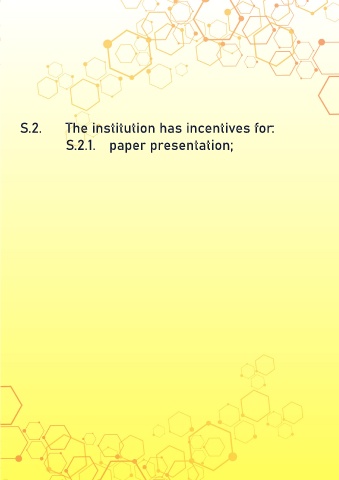 S.2. The institution has incentives for:
S.2.1. paper presentation;